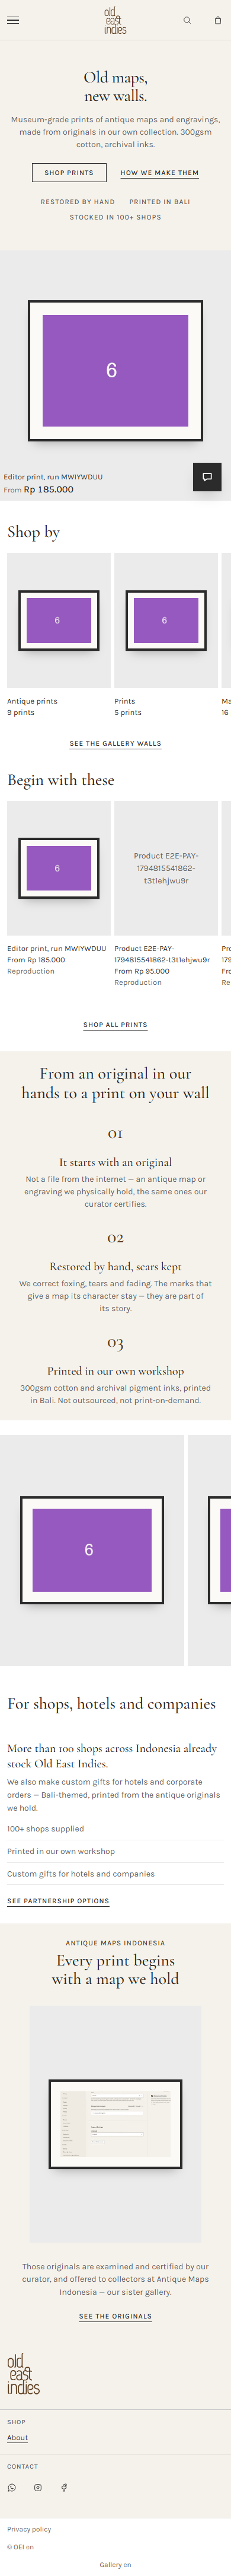 old
east
indies
Old maps,
new walls.
Museum-grade prints of antique maps and engravings,
made from originals in our own collection. 300gsm
cotton, archival inks.
SHOP PRINTS
HOW WE MAKE THEM
RESTORED BY HAND
PRINTED IN BALI
STOCKED IN 100+ SHOPS
6
Editor print, run MWIYWDUU
From Rp 185.000
Shop by
6
6
Antique prints
9 prints
Prints
5 prints
Ma
16
SEE THE GALLERY WALLS
Begin with these
6
Product E2E-PAY-
1794815541862-
t3t1ehjwu9r
Editor print, run MWIYWDUU
From Rp 185.000
Reproduction
Product E2E-PAY-
1794815541862-t3t1ehjwu9r
From Rp 95.000
Reproduction
Pro
179
Fro
Re
SHOP ALL PRINTS
From an original in our
hands to a print on your wall
01
It starts with an original
Not a file from the internet — an antique map or
engraving we physically hold, the same ones our
curator certifies.
02
Restored by hand, scars kept
We correct foxing, tears and fading. The marks that
give a map its character stay — they are part of
its story.
03
Printed in our own workshop
300gsm cotton and archival pigment inks, printed
in Bali. Not outsourced, not print-on-demand.
6
For shops, hotels and companies
More than 100 shops across Indonesia already
stock Old East Indies.
We also make custom gifts for hotels and corporate
orders — Bali-themed, printed from the antique originals
we hold.
100+ shops supplied
Printed in our own workshop
Custom gifts for hotels and companies
SEE PARTNERSHIP OPTIONS
ANTIQUE MAPS INDONESIA
Every print begins
with a map we hold
Those originals are examined and certified by our
curator, and offered to collectors at Antique Maps
Indonesia — our sister gallery.
SEE THE ORIGINALS
old
east
indies
SHOP
About
CONTACT
Privacy policy
© OEI on
Gallery on